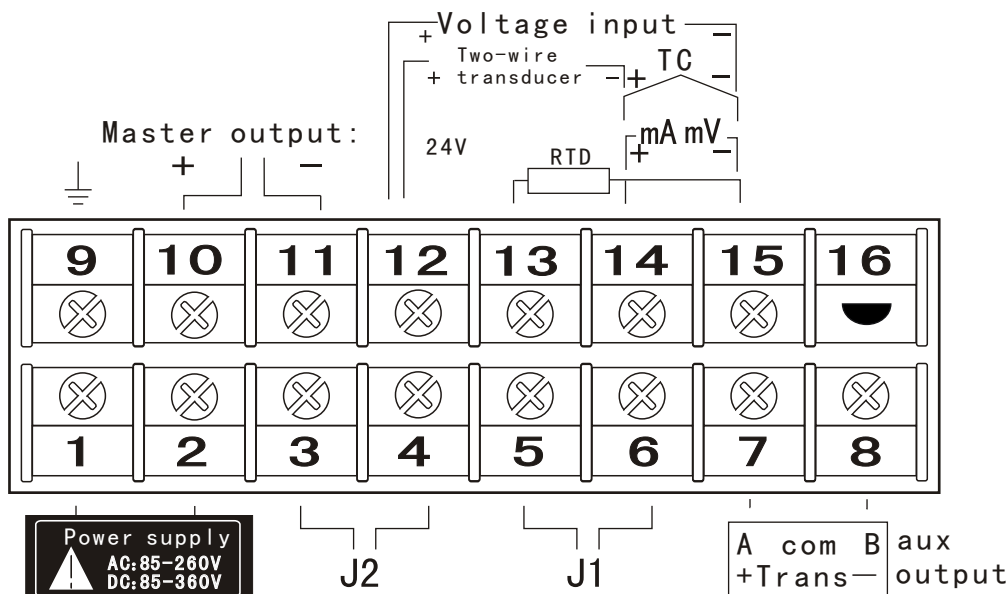 + Voltage input −
+ Two-wire transducer −
+ TC −
Master output:
+ −
24V
RTD
mA mV
+ −
9 10 11 12 13 14 15 16
1 2 3 4 5 6 7 8
Power supply
AC:85-260V
DC:85-360V
J2
J1
A com B
+Trans—
aux
output